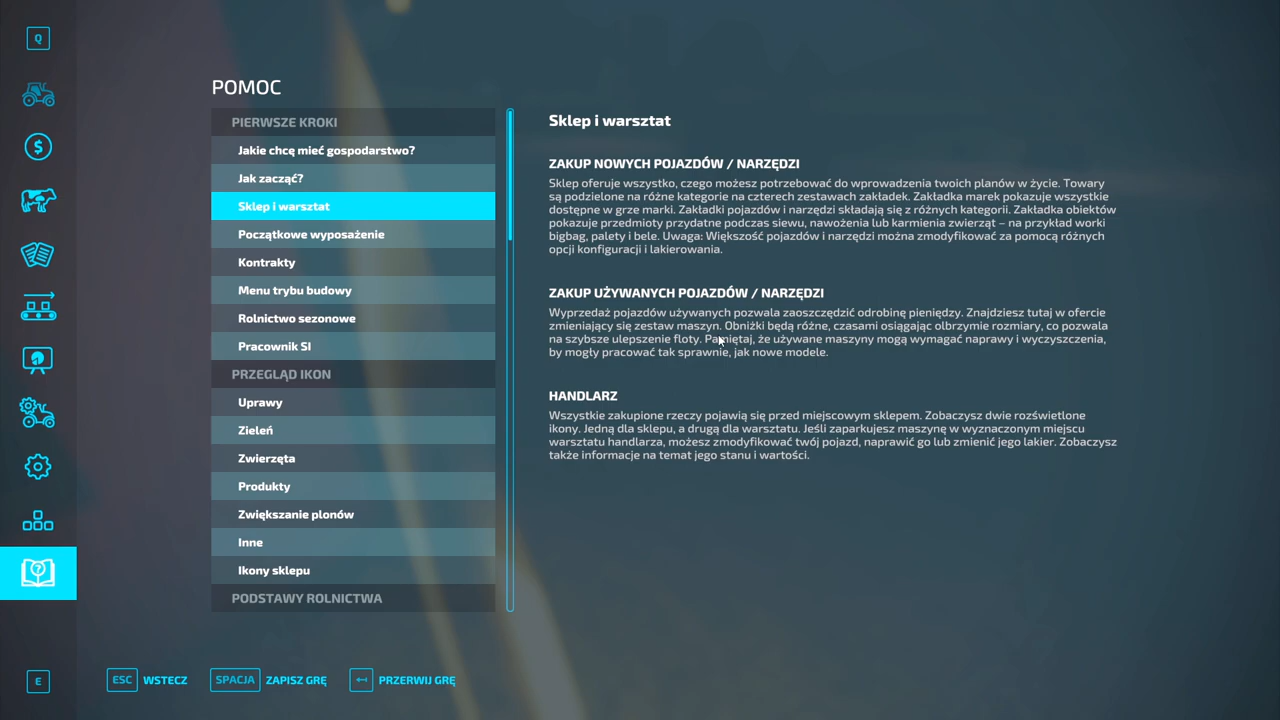 Q
POMOC
PIERWSZE KROKI
Jakie chcę mieć gospodarstwo?
Jak zacząć?
Sklep i warsztat
Początkowe wyposażenie
Kontrakty
Menu trybu budowy
Rolnictwo sezonowe
Pracownik SI
PRZEGLĄD IKON
Uprawy
Zieleń
Zwierzęta
Produkty
Zwiększanie plonów
Inne
Ikony sklepu
PODSTAWY ROLNICTWA
Sklep i warsztat
ZAKUP NOWYCH POJAZDÓW / NARZĘDZI
Sklep oferuje wszystko, czego możesz potrzebować do wprowadzenia twoich planów w życie. Towary
są podzielone na różne kategorie na czterech zestawach zakładek. Zakładka marek pokazuje wszystkie
dostępne w grze marki. Zakładki pojazdów i narzędzi składają się z różnych kategorii. Zakładka obiektów
pokazuje przedmioty przydatne podczas siewu, nawożenia lub karmienia zwierząt – na przykład worki
bigbag, palety i bele. Uwaga: Większość pojazdów i narzędzi można zmodyfikować za pomocą różnych
opcji konfiguracji i lakierowania.
ZAKUP UŻYWANYCH POJAZDÓW / NARZĘDZI
Wyprzedaż pojazdów używanych pozwala zaoszczędzić odrobinę pieniędzy. Znajdziesz tutaj w ofercie
zmieniający się zestaw maszyn. Obniżki będą różne, czasami osiągając olbrzymie rozmiary, co pozwala
na szybsze ulepszenie floty. Pamiętaj, że używane maszyny mogą wymagać naprawy i wyczyszczenia,
by mogły pracować tak sprawnie, jak nowe modele.
HANDLARZ
Wszystkie zakupione rzeczy pojawią się przed miejscowym sklepem. Zobaczysz dwie rozświetlone
ikony. Jedną dla sklepu, a drugą dla warsztatu. Jeśli zaparkujesz maszynę w wyznaczonym miejscu
warsztatu handlarza, możesz zmodyfikować twój pojazd, naprawić go lub zmienić jego lakier. Zobaczysz
także informacje na temat jego stanu i wartości.
E
ESC WSTECZ SPACJA ZAPISZ GRĘ PRZERWIJ GRĘ